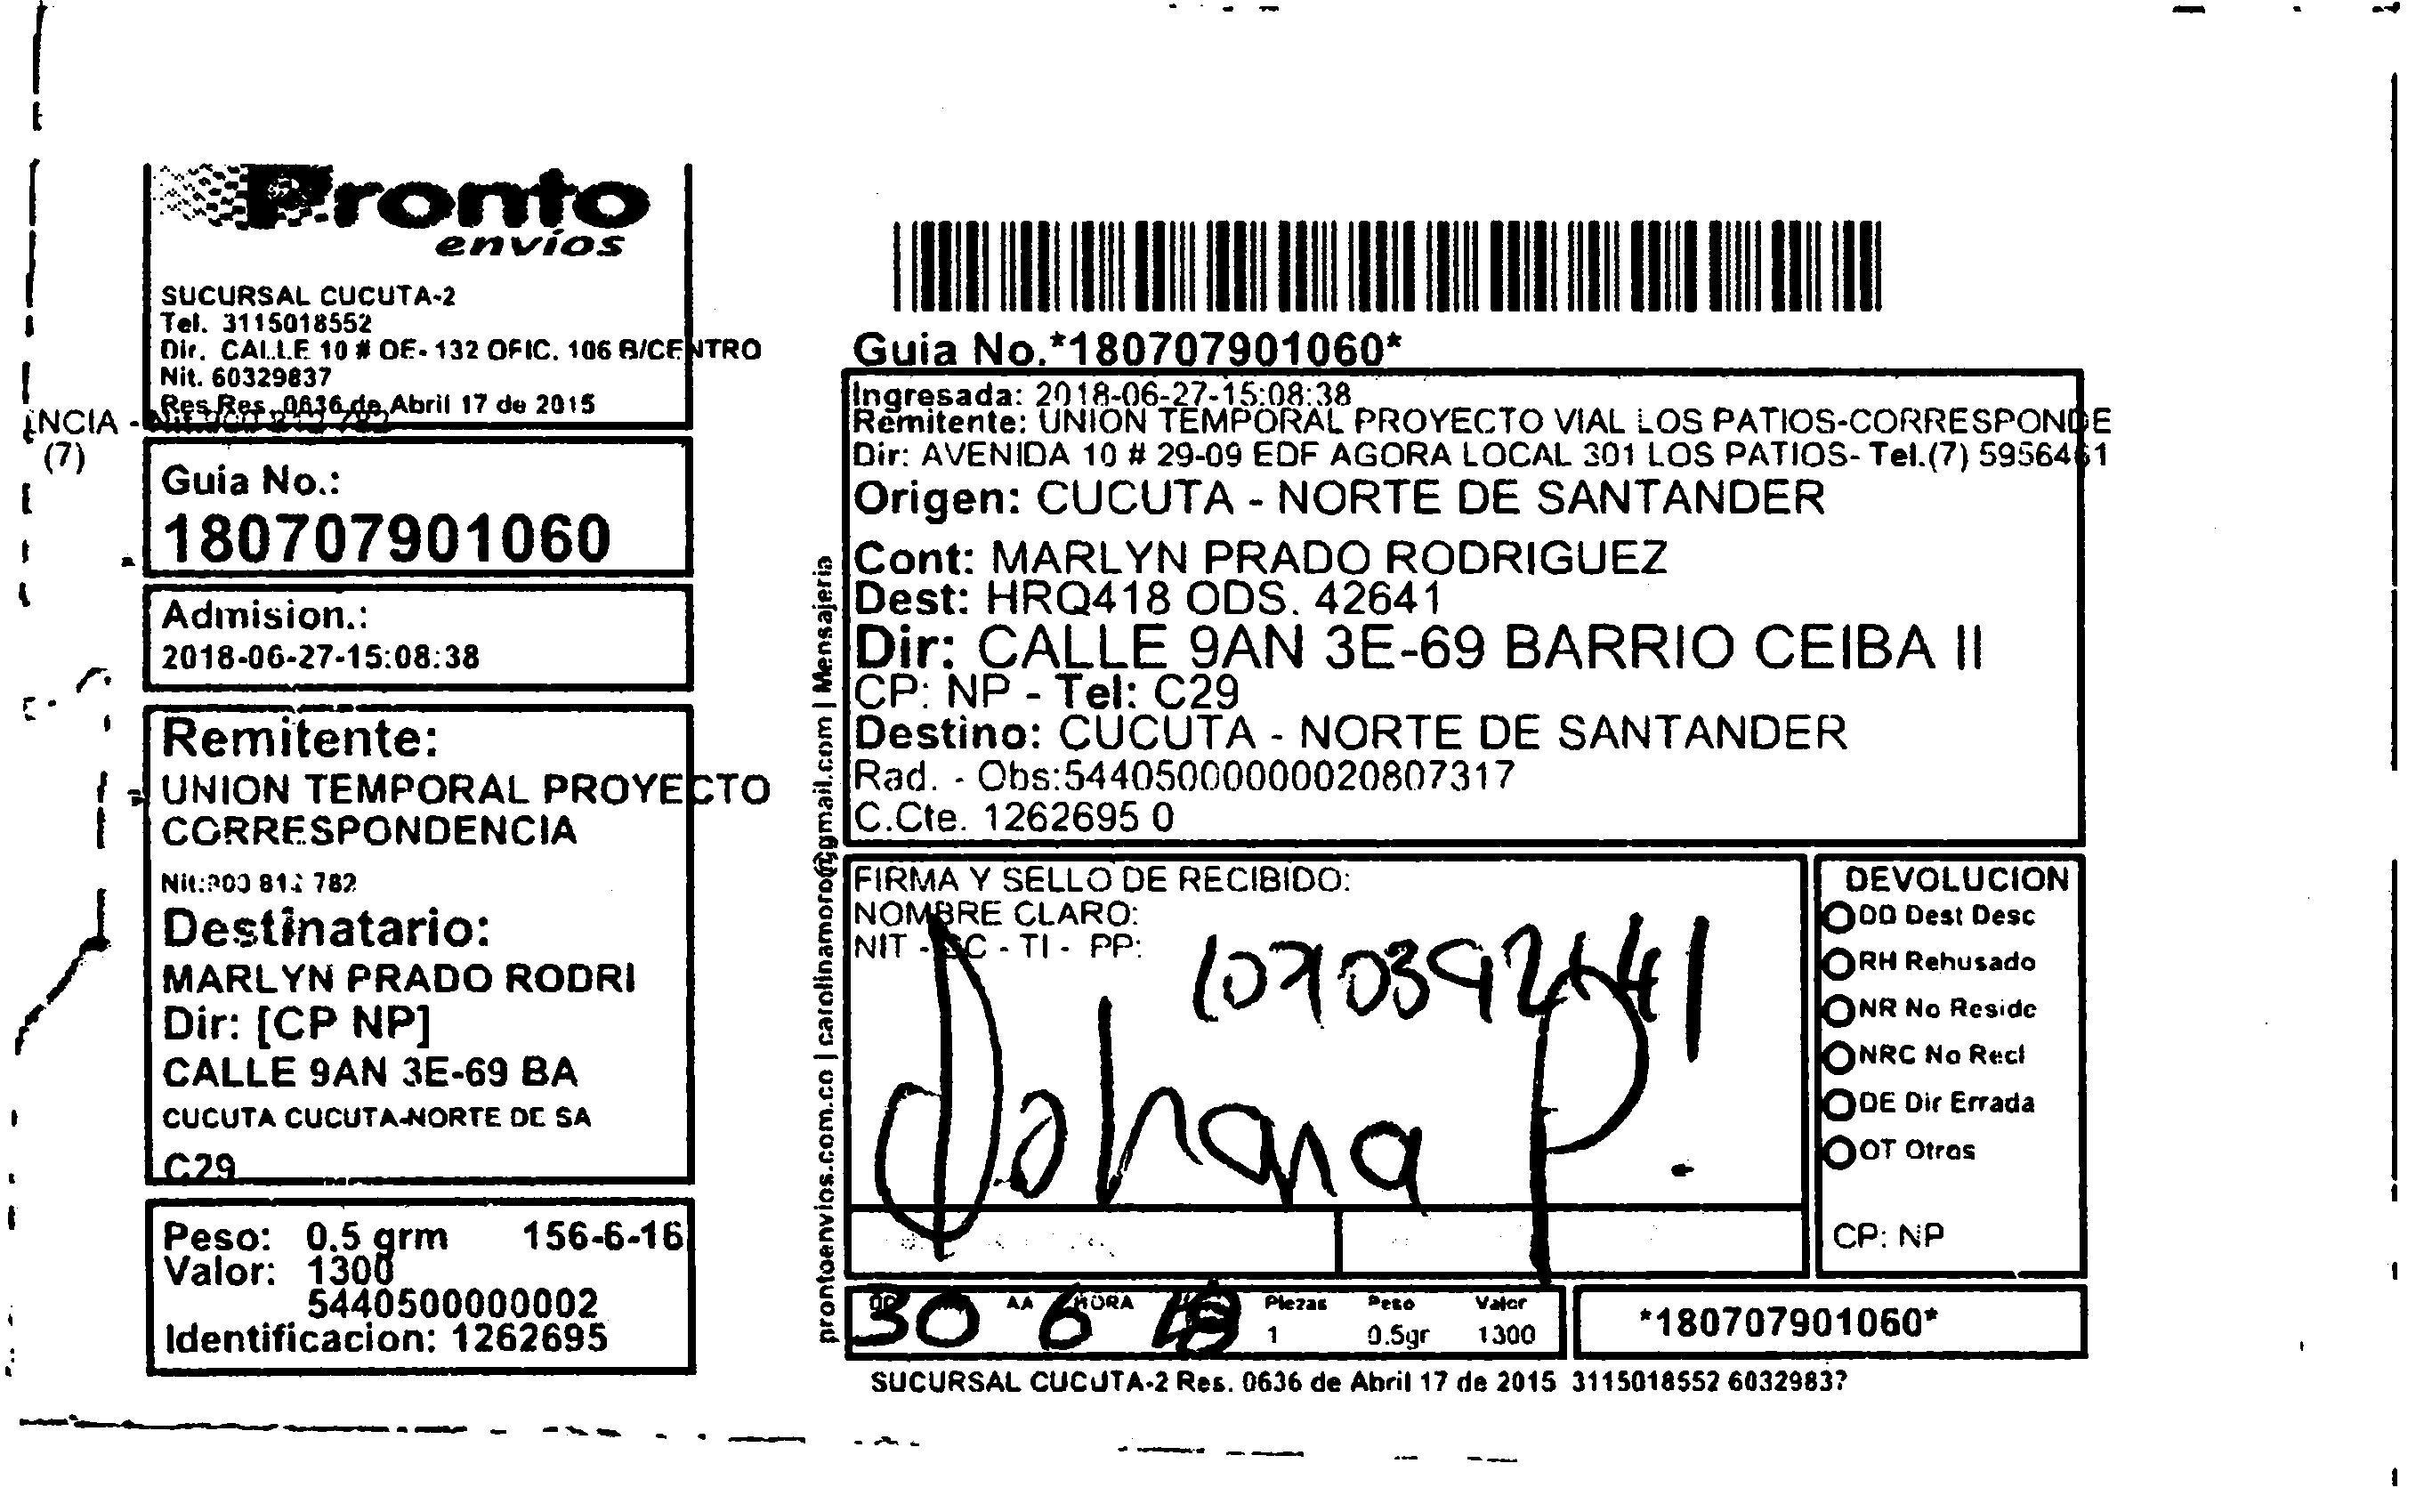 Pronto
envíos
SUCURSAL CUCUTA-2
Tel. 3115018552
Dir. CALLE 10 # OE- 132 OFIC. 106 B/CENTRO
Nit. 60329837
Res Res. 0636 de Abril 17 de 2015
NCIA -
(7)
Guia No.:
180707901060
Admision.:
2018-06-27-15:08:38
Remitente:
UNION TEMPORAL PROYECTO
CORRESPONDENCIA
Destinatario:
MARLYN PRADO RODRI
Dir: [CP NP]
CALLE 9AN 3E-69 BA
CUCUTA CUCUTA-NORTE DE SA
C29
Peso: 0.5 grm 156-6-16
Valor: 1300
5440500000002
Identificacion: 1262695
prontoenvios.com.co | carolinamoro@gmail.com | Mensajeria
Guia No.*180707901060*
Ingresada: 2018-06-27-15:08:38
Remitente: UNION TEMPORAL PROYECTO VIAL LOS PATIOS-CORRESPONDE
Dir: AVENIDA 10 # 29-09 EDF AGORA LOCAL 301 LOS PATIOS- Tel.(7) 5956461
Origen: CUCUTA - NORTE DE SANTANDER
Cont: MARLYN PRADO RODRIGUEZ
Dest: HRQ418 ODS. 42641
Dir: CALLE 9AN 3E-69 BARRIO CEIBA II
CP: NP - Tel: C29
Destino: CUCUTA - NORTE DE SANTANDER
Rad. - Obs:54405000000020807317
C.Cte. 1262695 0
FIRMA Y SELLO DE RECIBIDO:
NOMBRE CLARO:
NIT - CC - TI - PP:
Johana P.
DEVOLUCION
DD Dest Desc
RH Rehusado
NR No Reside
NRC No Recl
DE Dir Errada
OT Otros
CP: NP
30 6 18
AA HORA Piezas Peso Valor
1 0.5gr 1300
*180707901060*
SUCURSAL CUCUTA-2 Res. 0636 de Abril 17 de 2015 3115018552 60329837